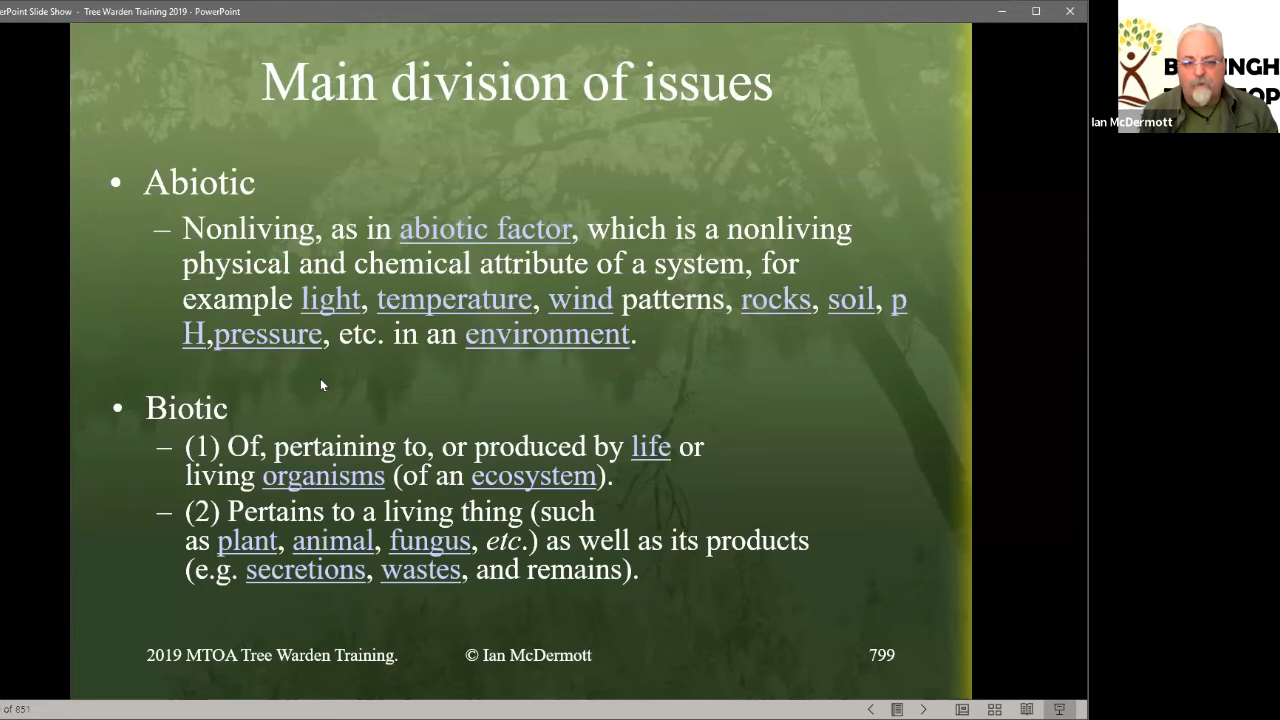 PowerPoint Slide Show - Tree Warden Training 2019 - PowerPoint
Main division of issues
• Abiotic
– Nonliving, as in abiotic factor, which is a nonliving
physical and chemical attribute of a system, for
example light, temperature, wind patterns, rocks, soil, p
H,pressure, etc. in an environment.
• Biotic
– (1) Of, pertaining to, or produced by life or
living organisms (of an ecosystem).
– (2) Pertains to a living thing (such
as plant, animal, fungus, etc.) as well as its products
(e.g. secretions, wastes, and remains).
2019 MTOA Tree Warden Training. © Ian McDermott 799
of 851
Ian McDermott